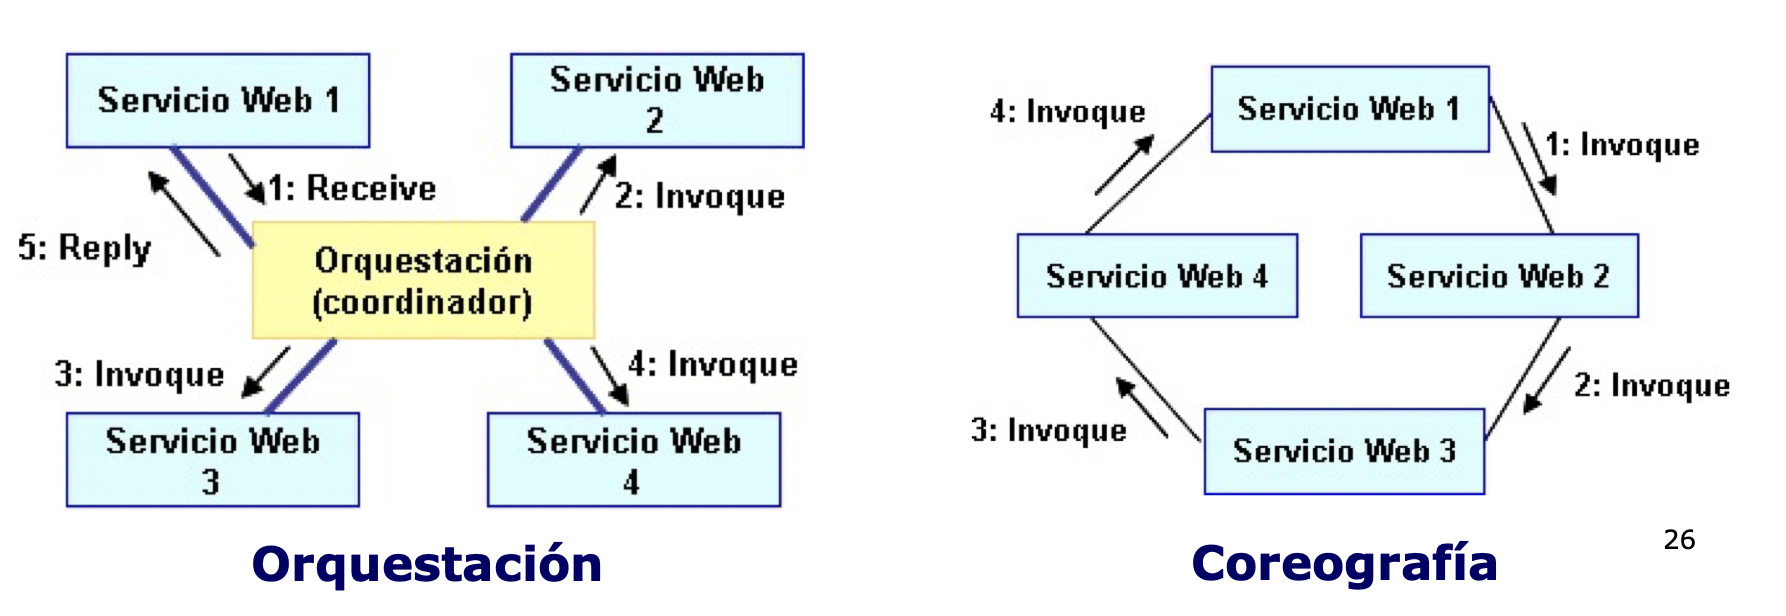 Servicio Web 1
Servicio Web
2
1: Receive
2: Invoque
5: Reply
Orquestación
(coordinador)
3: Invoque
4: Invoque
Servicio Web
3
Servicio Web
4
Orquestación
4: Invoque
Servicio Web 1
1: Invoque
Servicio Web 4
Servicio Web 2
3: Invoque
2: Invoque
Servicio Web 3
Coreografía
26